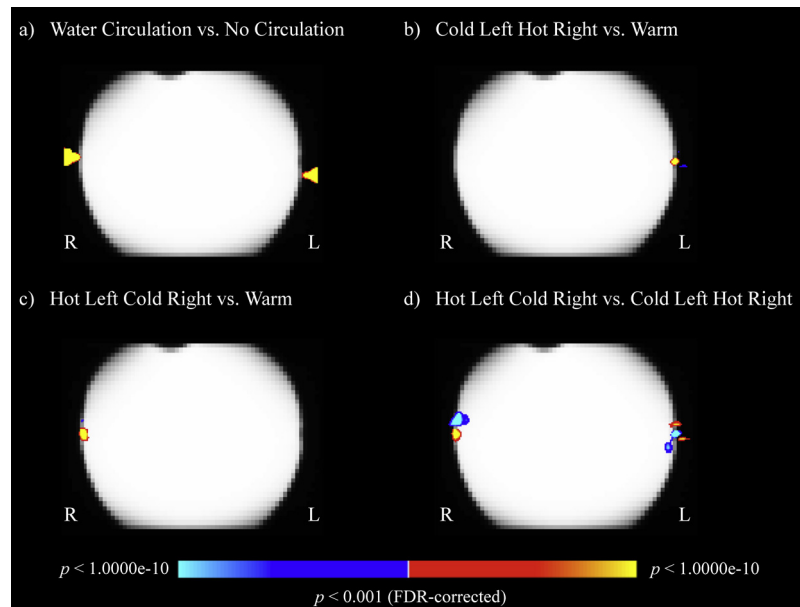 a) Water Circulation vs. No Circulation
b) Cold Left Hot Right vs. Warm
R L
R L
c) Hot Left Cold Right vs. Warm
d) Hot Left Cold Right vs. Cold Left Hot Right
R L
R L
p < 1.0000e-10 p < 1.0000e-10
p < 0.001 (FDR-corrected)